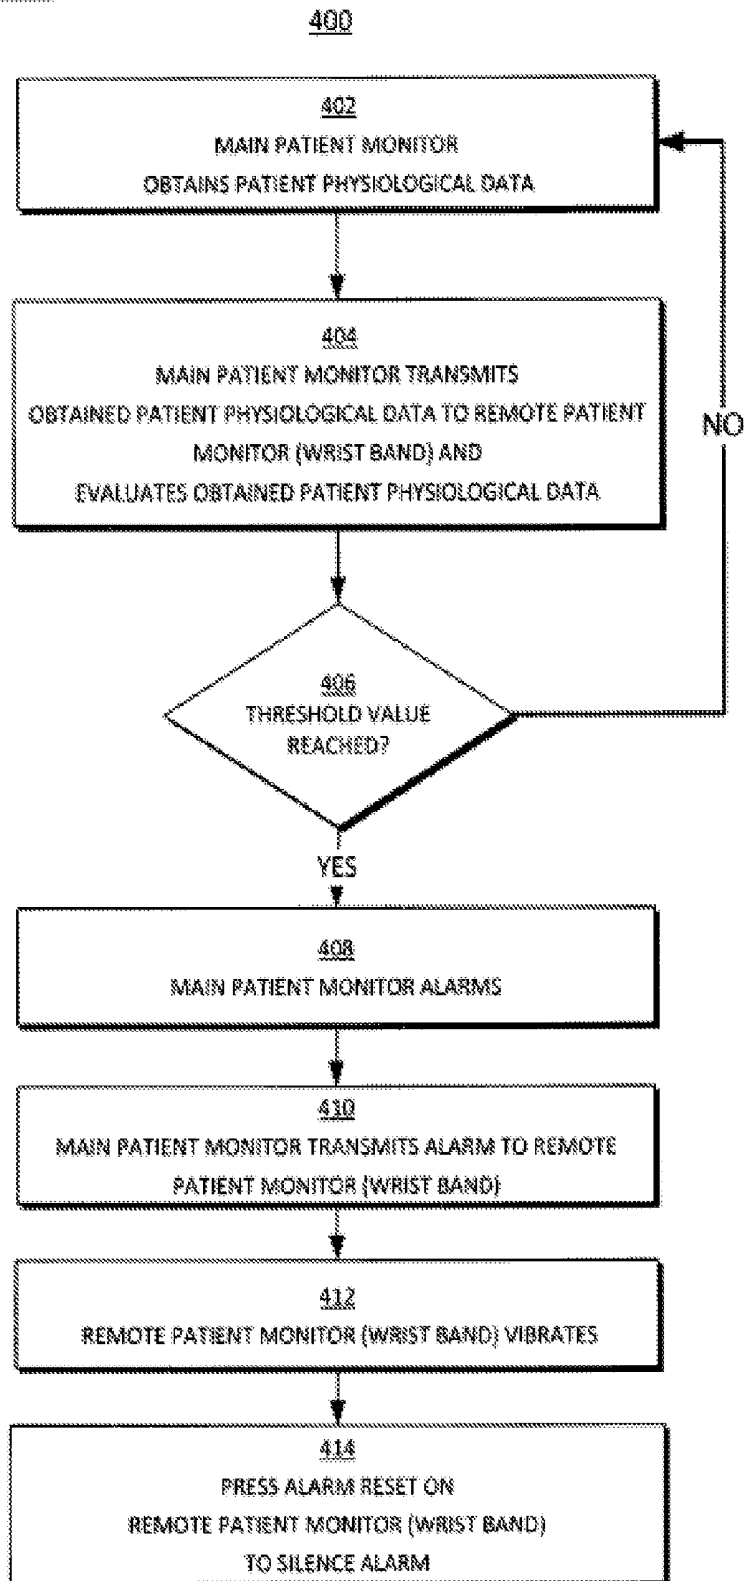 400
402
MAIN PATIENT MONITOR
OBTAINS PATIENT PHYSIOLOGICAL DATA
404
MAIN PATIENT MONITOR TRANSMITS
OBTAINED PATIENT PHYSIOLOGICAL DATA TO REMOTE PATIENT
MONITOR (WRIST BAND) AND
EVALUATES OBTAINED PATIENT PHYSIOLOGICAL DATA
NO
406
THRESHOLD VALUE
REACHED?
YES
408
MAIN PATIENT MONITOR ALARMS
410
MAIN PATIENT MONITOR TRANSMITS ALARM TO REMOTE
PATIENT MONITOR (WRIST BAND)
412
REMOTE PATIENT MONITOR (WRIST BAND) VIBRATES
414
PRESS ALARM RESET ON
REMOTE PATIENT MONITOR (WRIST BAND)
TO SILENCE ALARM